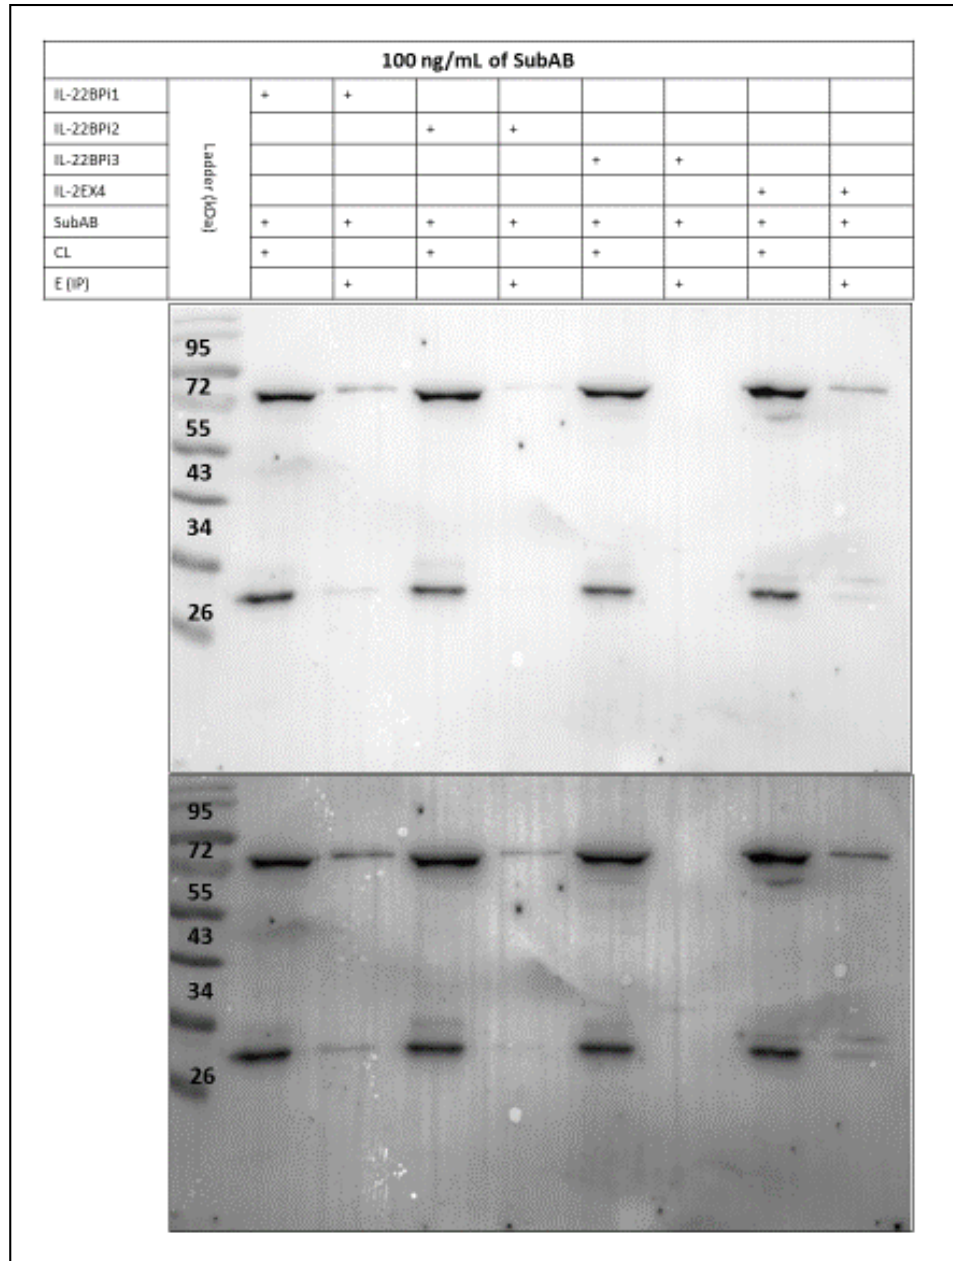 100 ng/mL of SubAB
IL-22BPi1 + +
IL-22BPi2 + +
IL-22BPi3 + +
IL-2EX4 + +
SubAB + + + + + + + +
CL + + + +
E (IP) + + + +
Ladder (kDa)
95
72
55
43
34
26
95
72
55
43
34
26